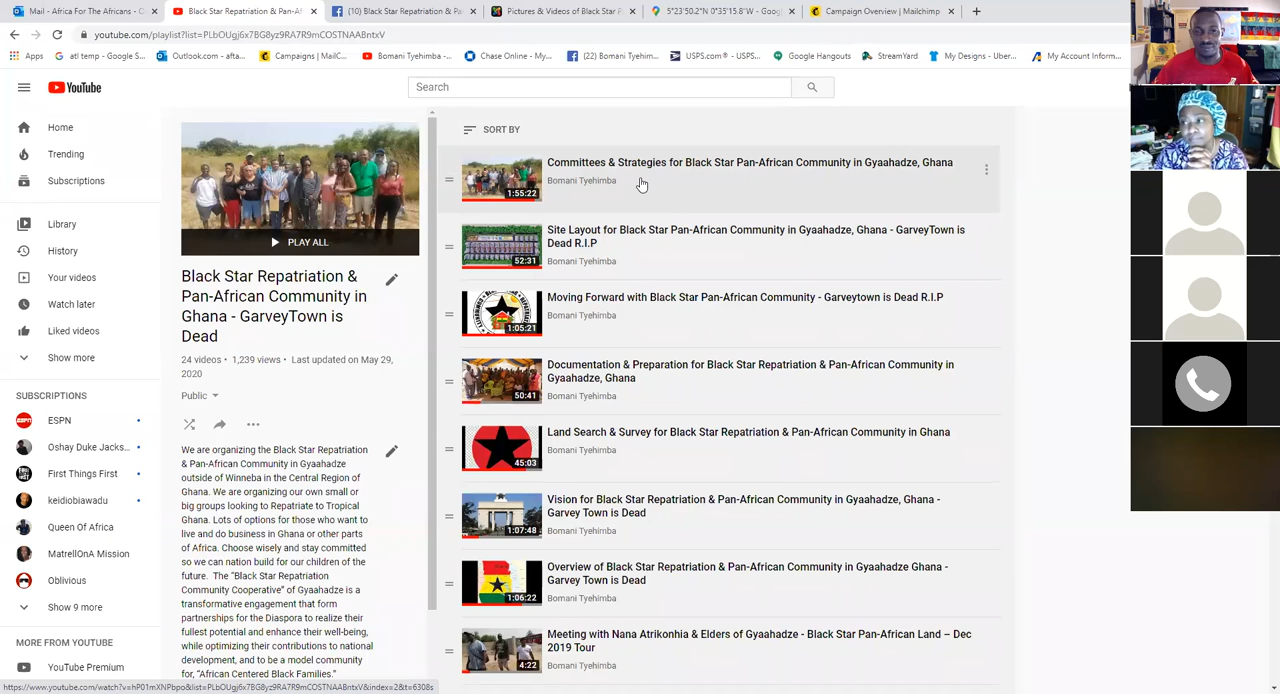 Mail - Africa For The Africans - C
Black Star Repatriation & Pan-Af
(10) Black Star Repatriation & Pa
Pictures & Videos of Black Star R
5°23'50.2"N 0°35'15.8"W - Goog
Campaign Overview | Mailchimp
youtube.com/playlist?list=PLbOUgj6x7BG8yz9RA7R9mCOSTNAABntxV
Apps
atl temp - Google S...
Outlook.com - afta...
Campaigns | MailC...
Bomani Tyehimba -...
Chase Online - My...
(22) Bomani Tyehim...
USPS.com® - USPS...
Google Hangouts
StreamYard
My Designs - Uber...
My Account Inform...
YouTube
Search
Home
Trending
Subscriptions
Library
History
Your videos
Watch later
Liked videos
Show more
SUBSCRIPTIONS
ESPN
Oshay Duke Jacks...
First Things First
keidiobiawadu
Queen Of Africa
MatrellOnA Mission
Oblivious
Show 9 more
MORE FROM YOUTUBE
YouTube Premium
PLAY ALL
Black Star Repatriation &
Pan-African Community in
Ghana - GarveyTown is
Dead
24 videos • 1,239 views • Last updated on May 29,
2020
Public
We are organizing the Black Star Repatriation
& Pan-African Community in Gyaahadze
outside of Winneba in the Central Region of
Ghana. We are organizing our own small or
big groups looking to Repatriate to Tropical
Ghana. Lots of options for those who want to
live and do business in Ghana or other parts
of Africa. Choose wisely and stay committed
so we can nation build for our children of the
future. The "Black Star Repatriation
Community Cooperative" of Gyaahadze is a
transformative engagement that form
partnerships for the Diaspora to realize their
fullest potential and enhance their well-being,
while optimizing their contributions to national
development, and to be a model community
for, "African Centered Black Families."
SORT BY
Committees & Strategies for Black Star Pan-African Community in Gyaahadze, Ghana
Bomani Tyehimba
1:55:22
Site Layout for Black Star Pan-African Community in Gyaahadze, Ghana - GarveyTown is
Dead R.I.P
Bomani Tyehimba
52:31
Moving Forward with Black Star Pan-African Community - Garveytown is Dead R.I.P
Bomani Tyehimba
1:05:21
Documentation & Preparation for Black Star Repatriation & Pan-African Community in
Gyaahadze, Ghana
Bomani Tyehimba
50:41
Land Search & Survey for Black Star Repatriation & Pan-African Community in Ghana
Bomani Tyehimba
45:03
Vision for Black Star Repatriation & Pan-African Community in Gyaahadze, Ghana -
Garvey Town is Dead
Bomani Tyehimba
1:07:48
Overview of Black Star Repatriation & Pan-African Community in Gyaahadze Ghana -
Garvey Town is Dead
Bomani Tyehimba
1:06:22
Meeting with Nana Atrikonhia & Elders of Gyaahadze - Black Star Pan-African Land – Dec
2019 Tour
Bomani Tyehimba
4:22
https://www.youtube.com/watch?v=hP01mXNPbpo&list=PLbOUgj6x7BG8yz9RA7R9mCOSTNAABntxV&index=2&t=6308s